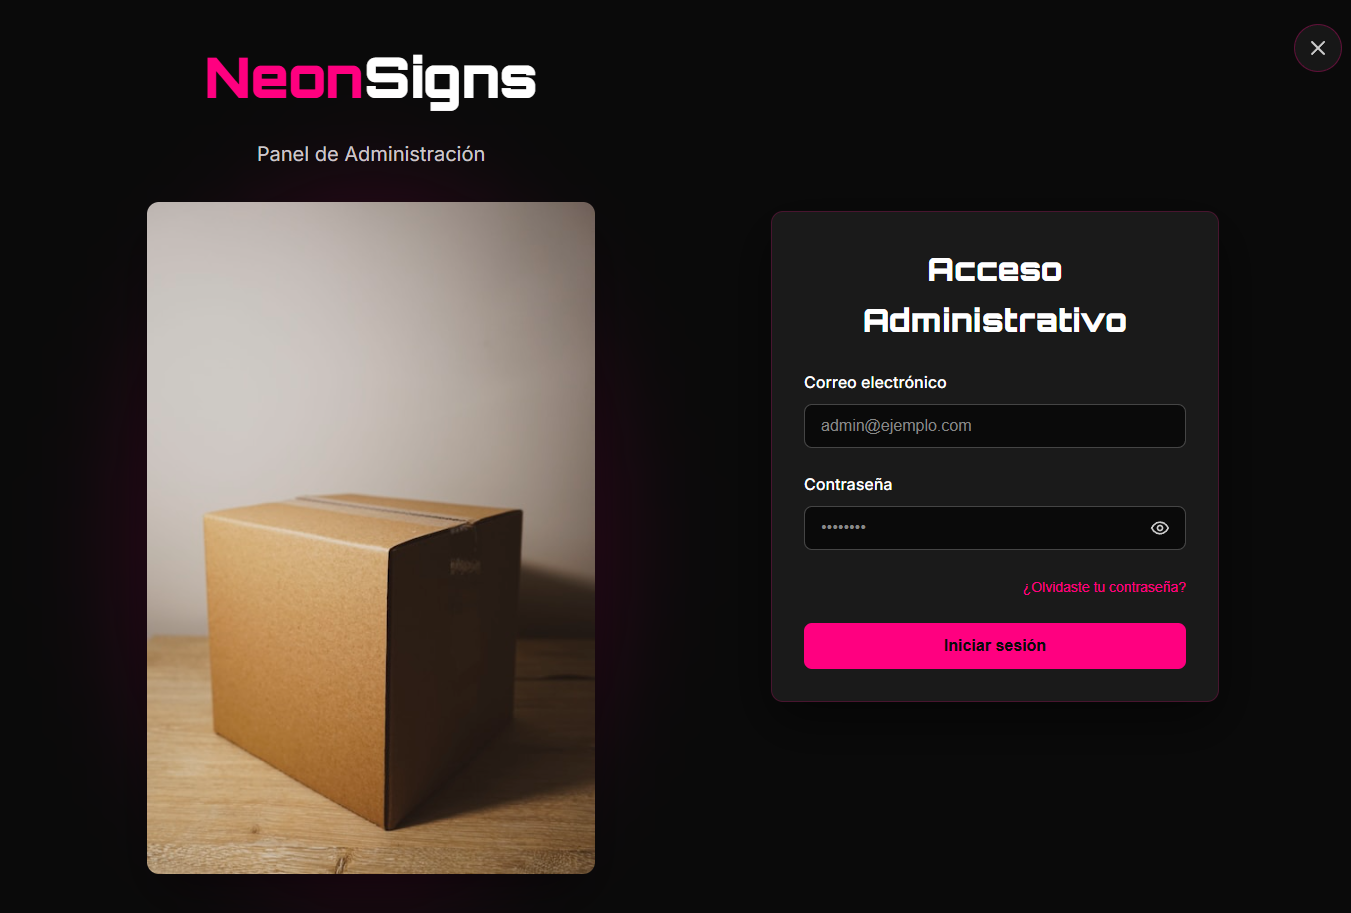 NeonSigns
Panel de Administración
Acceso
Administrativo
Correo electrónico
admin@ejemplo.com
Contraseña
••••••••
¿Olvidaste tu contraseña?
Iniciar sesión